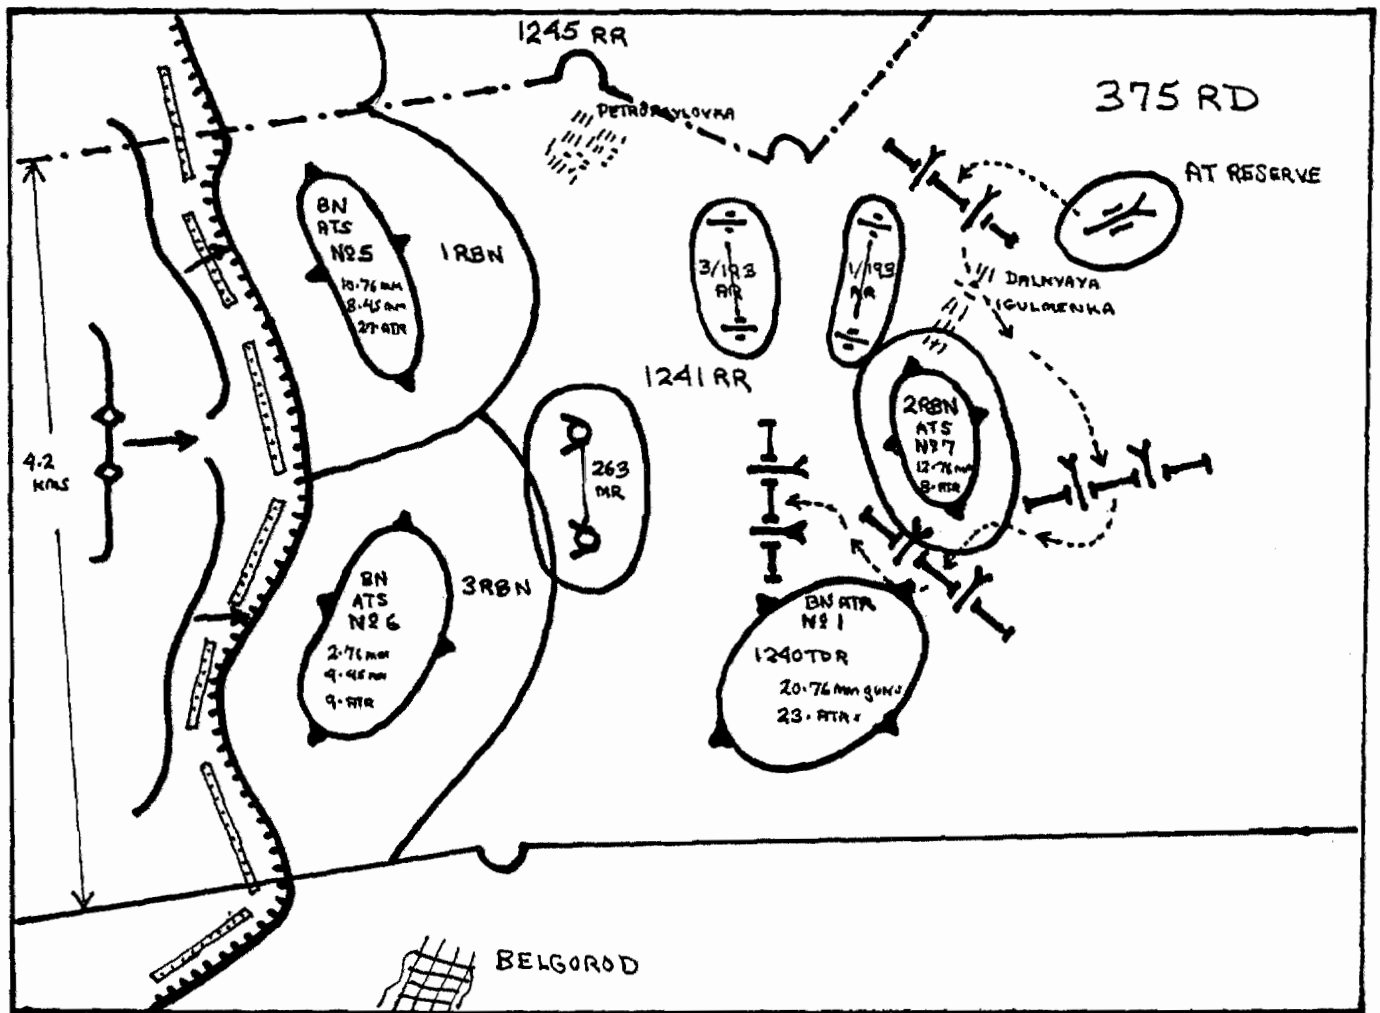 1245 RR
375 RD
PETROPAYLOVKA
AT RESERVE
BN
ATS
№5
10.76 mm
8.45 mm
27.ATR
1RBN
3/193
AR
1/193
AR
DALNYAYA
IGULMENKA
1241 RR
2RBN
ATS
№7
12.76 mm
8.ATR
4.2
KMS
263
MR
BN
ATS
№6
2.76 mm
4.45 mm
9.ATR
3RBN
BN ATR
№1
1240TDR
20.76 mm guns
23.ATRs
BELGOROD